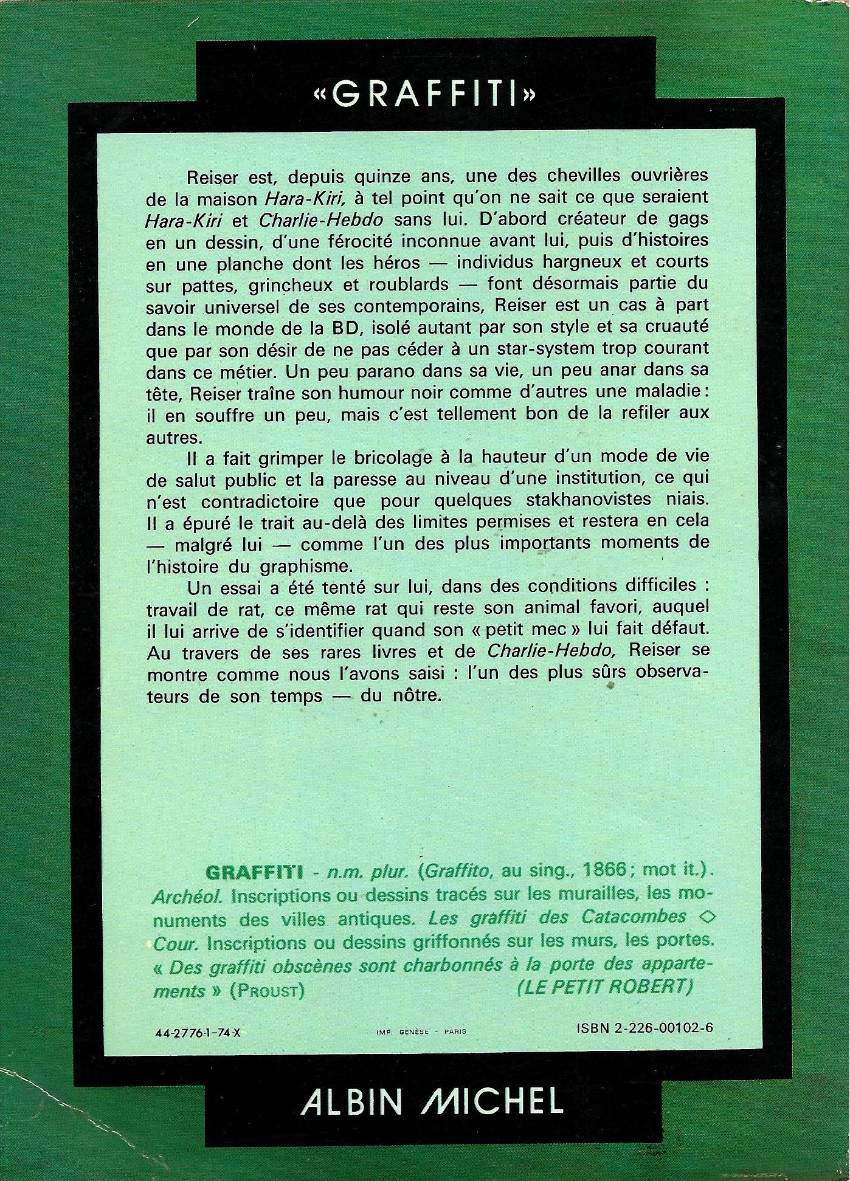 «GRAFFITI»
Reiser est, depuis quinze ans, une des chevilles ouvrières
de la maison Hara-Kiri, à tel point qu'on ne sait ce que seraient
Hara-Kiri et Charlie-Hebdo sans lui. D'abord créateur de gags
en un dessin, d'une férocité inconnue avant lui, puis d'histoires
en une planche dont les héros — individus hargneux et courts
sur pattes, grincheux et roublards — font désormais partie du
savoir universel de ses contemporains, Reiser est un cas à part
dans le monde de la BD, isolé autant par son style et sa cruauté
que par son désir de ne pas céder à un star-system trop courant
dans ce métier. Un peu parano dans sa vie, un peu anar dans sa
tête, Reiser traîne son humour noir comme d'autres une maladie :
il en souffre un peu, mais c'est tellement bon de la refiler aux
autres.
Il a fait grimper le bricolage à la hauteur d'un mode de vie
de salut public et la paresse au niveau d'une institution, ce qui
n'est contradictoire que pour quelques stakhanovistes niais.
Il a épuré le trait au-delà des limites permises et restera en cela
— malgré lui — comme l'un des plus importants moments de
l'histoire du graphisme.
Un essai a été tenté sur lui, dans des conditions difficiles :
travail de rat, ce même rat qui reste son animal favori, auquel
il lui arrive de s'identifier quand son « petit mec » lui fait défaut.
Au travers de ses rares livres et de Charlie-Hebdo, Reiser se
montre comme nous l'avons saisi : l'un des plus sûrs observa-
teurs de son temps — du nôtre.
GRAFFITI - n.m. plur. (Graffito, au sing., 1866 ; mot it.).
Archéol. Inscriptions ou dessins tracés sur les murailles, les mo-
numents des villes antiques. Les graffiti des Catacombes ◇
Cour. Inscriptions ou dessins griffonnés sur les murs, les portes.
« Des graffiti obscènes sont charbonnés à la porte des apparte-
ments » (PROUST) (LE PETIT ROBERT)
44-2776-1-74-X IMP. GENÈSE - PARIS ISBN 2-226-00102-6
ALBIN MICHEL